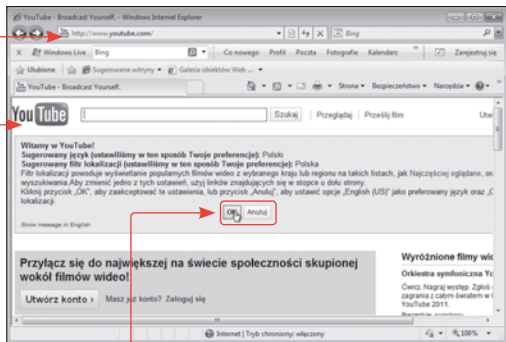 YouTube - Broadcast Yourself. - Windows Internet Explorer
http://www.youtube.com/
Bing
Windows Live Bing Co nowego Profil Poczta Fotografie Kalendarz Zarejestruj się
Ulubione Sugerowane witryny Galeria obiektów Web ...
YouTube - Broadcast Yourself. Strona Bezpieczeństwo Narzędzia
You Tube Szukaj Przeglądaj Prześlij film Utw
Witamy w YouTube!
Sugerowany język (ustawiliśmy w ten sposób Twoje preferencje): Polski
Sugerowany filtr lokalizacji (ustawiliśmy w ten sposób Twoje preferencje): Polska
Filtr lokalizacji powoduje wyświetlanie popularnych filmów wideo z wybranego kraju lub regionu na takich listach, jak Najczęściej oglądane, ora
wyszukiwania.Aby zmienić jedno z tych ustawień, użyj linków znajdujących się w stopce u dołu strony.
Kliknij przycisk „OK”, aby zaakceptować te ustawienia, lub przycisk „Anuluj”, aby ustawić opcje „English (US)” jako preferowany język oraz „C
lokalizacji.
OK Anuluj
Show message in English
Przyłącz się do największej na świecie społeczności skupionej
wokół filmów wideo!
Utwórz konto › Masz już konto? Zaloguj się
Wyróżnione filmy wid
Orkiestra symfoniczna Yo
Ćwicz. Nagraj występ. Zgłoś
zagrania z całym światem w
YouTube 2011.
Internet | Tryb chroniony: włączony 100%